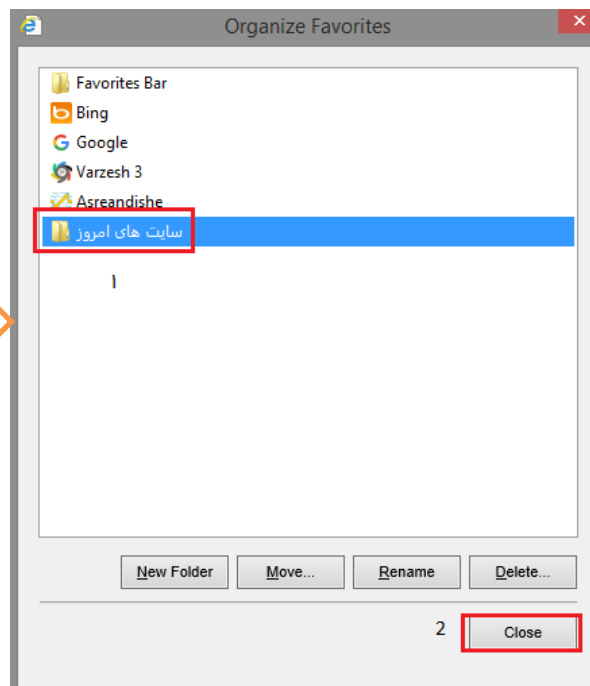 Organize Favorites
Favorites Bar
Bing
Google
Varzesh 3
Asreandishe
سایت های امروز
۱
New Folder Move... Rename Delete...
2 Close